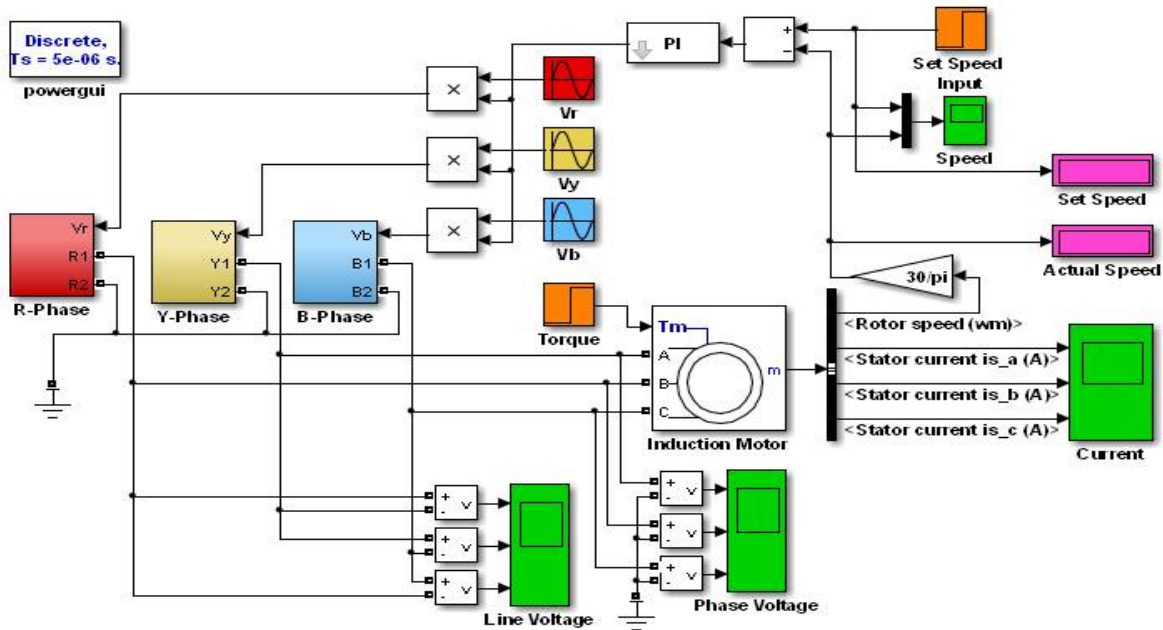 Discrete,
Ts = 5e-06 s.
powergui
PI
+
−
Set Speed
Input
×
Vr
Speed
×
Vy
Set Speed
×
Vb
Actual Speed
Vr
R1
R2
R-Phase
Vy
Y1
Y2
Y-Phase
Vb
B1
B2
B-Phase
30/pi
Torque
Tm
A
B
C
m
Induction Motor
<Rotor speed (wm)>
<Stator current is_a (A)>
<Stator current is_b (A)>
<Stator current is_c (A)>
Current
+
-
v
+
-
v
+
-
v
Line Voltage
+
-
v
+
-
v
+
-
v
Phase Voltage